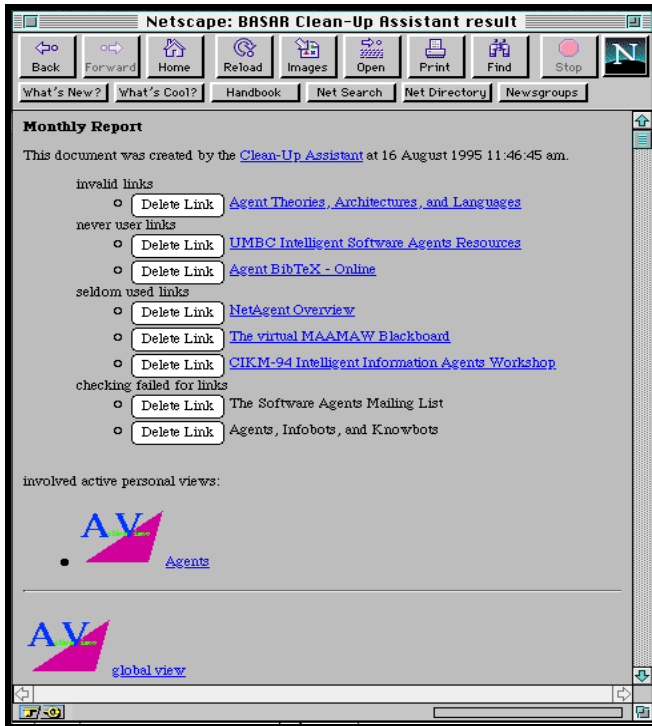 Netscape: BASAR Clean-Up Assistant result
Back Forward Home Reload Images Open Print Find Stop N
What's New? What's Cool? Handbook Net Search Net Directory Newsgroups
Monthly Report
This document was created by the Clean-Up Assistant at 16 August 1995 11:46:45 am.
invalid links
Delete Link Agent Theories, Architectures, and Languages
never user links
Delete Link UMBC Intelligent Software Agents Resources
Delete Link Agent BibTeX - Online
seldom used links
Delete Link NetAgent Overview
Delete Link The virtual MAAMAW Blackboard
Delete Link CIKM-94 Intelligent Information Agents Workshop
checking failed for links
Delete Link The Software Agents Mailing List
Delete Link Agents, Infobots, and Knowbots
involved active personal views:
A V
Agents
A V
global view